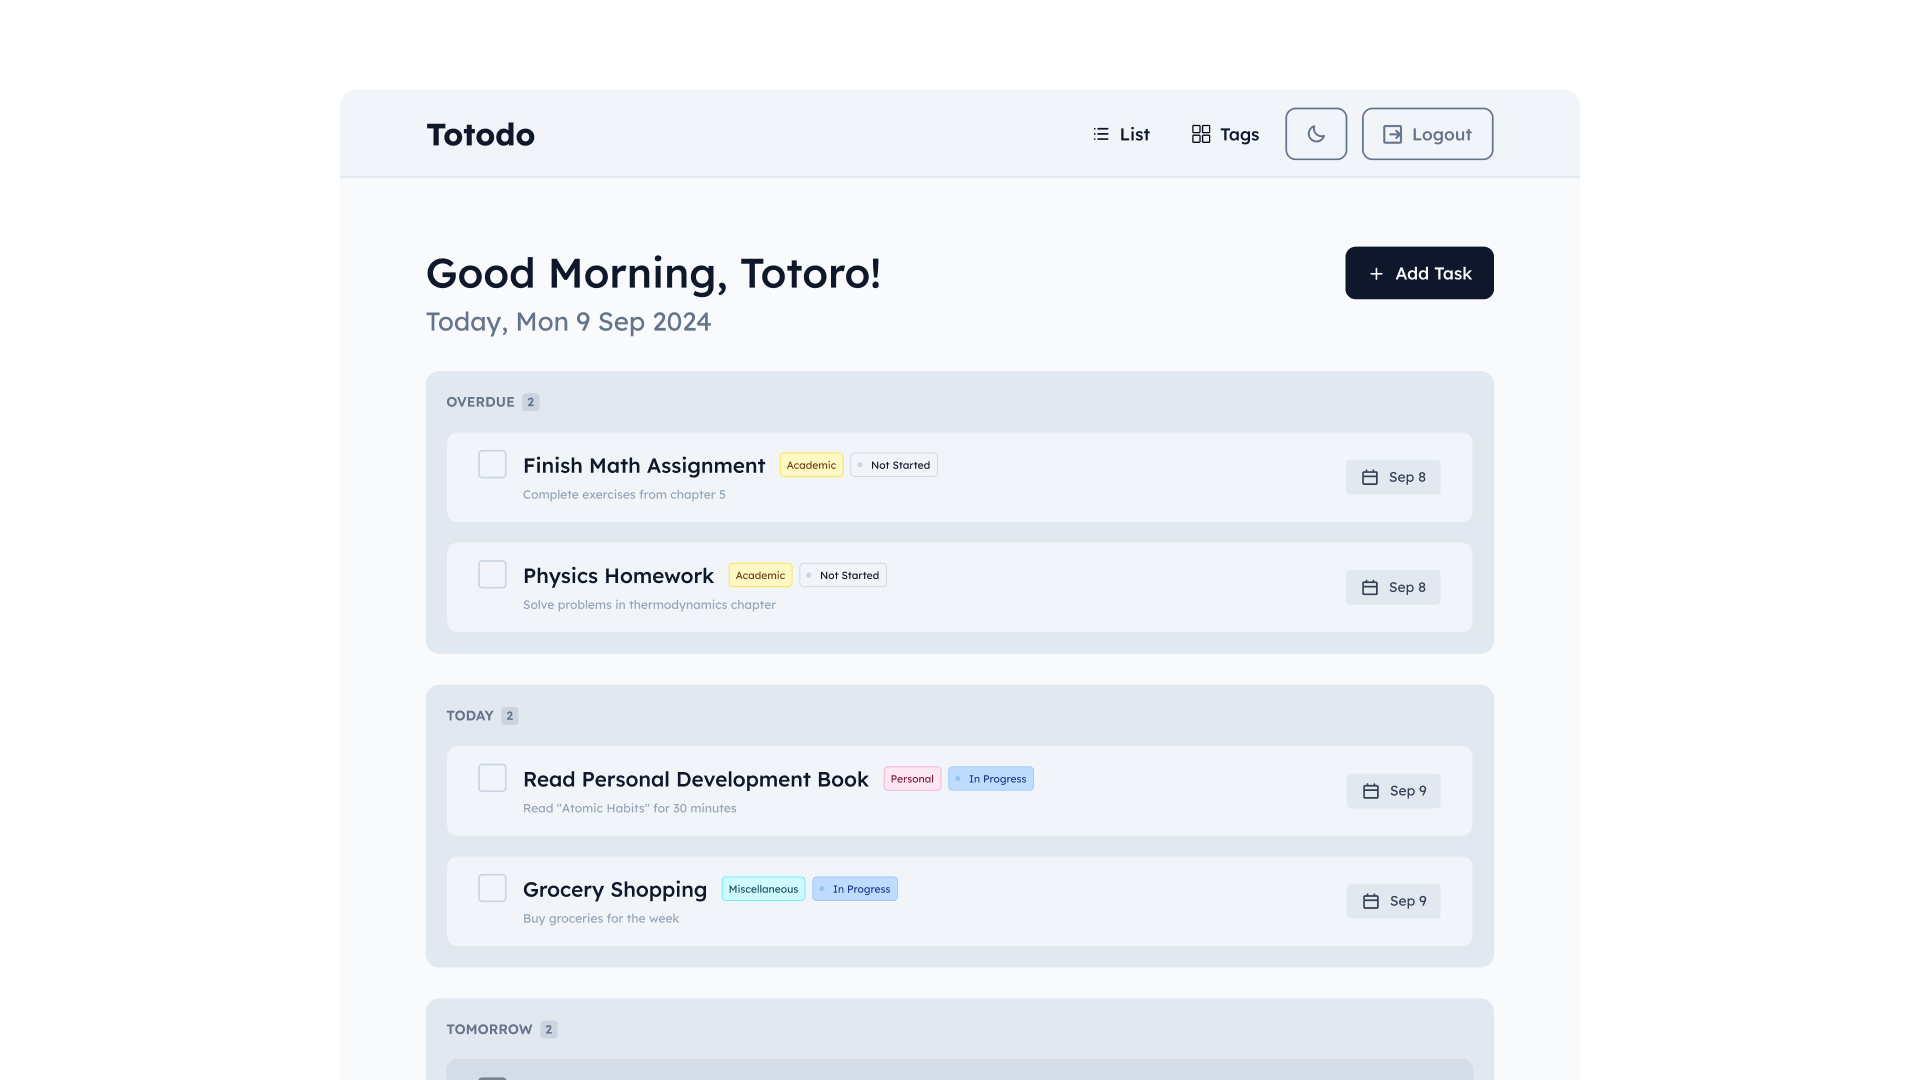 Totodo
List
Tags
Logout
Good Morning, Totoro!
+ Add Task
Today, Mon 9 Sep 2024
OVERDUE 2
Finish Math Assignment Academic Not Started
Complete exercises from chapter 5
Sep 8
Physics Homework Academic Not Started
Solve problems in thermodynamics chapter
Sep 8
TODAY 2
Read Personal Development Book Personal In Progress
Read "Atomic Habits" for 30 minutes
Sep 9
Grocery Shopping Miscellaneous In Progress
Buy groceries for the week
Sep 9
TOMORROW 2